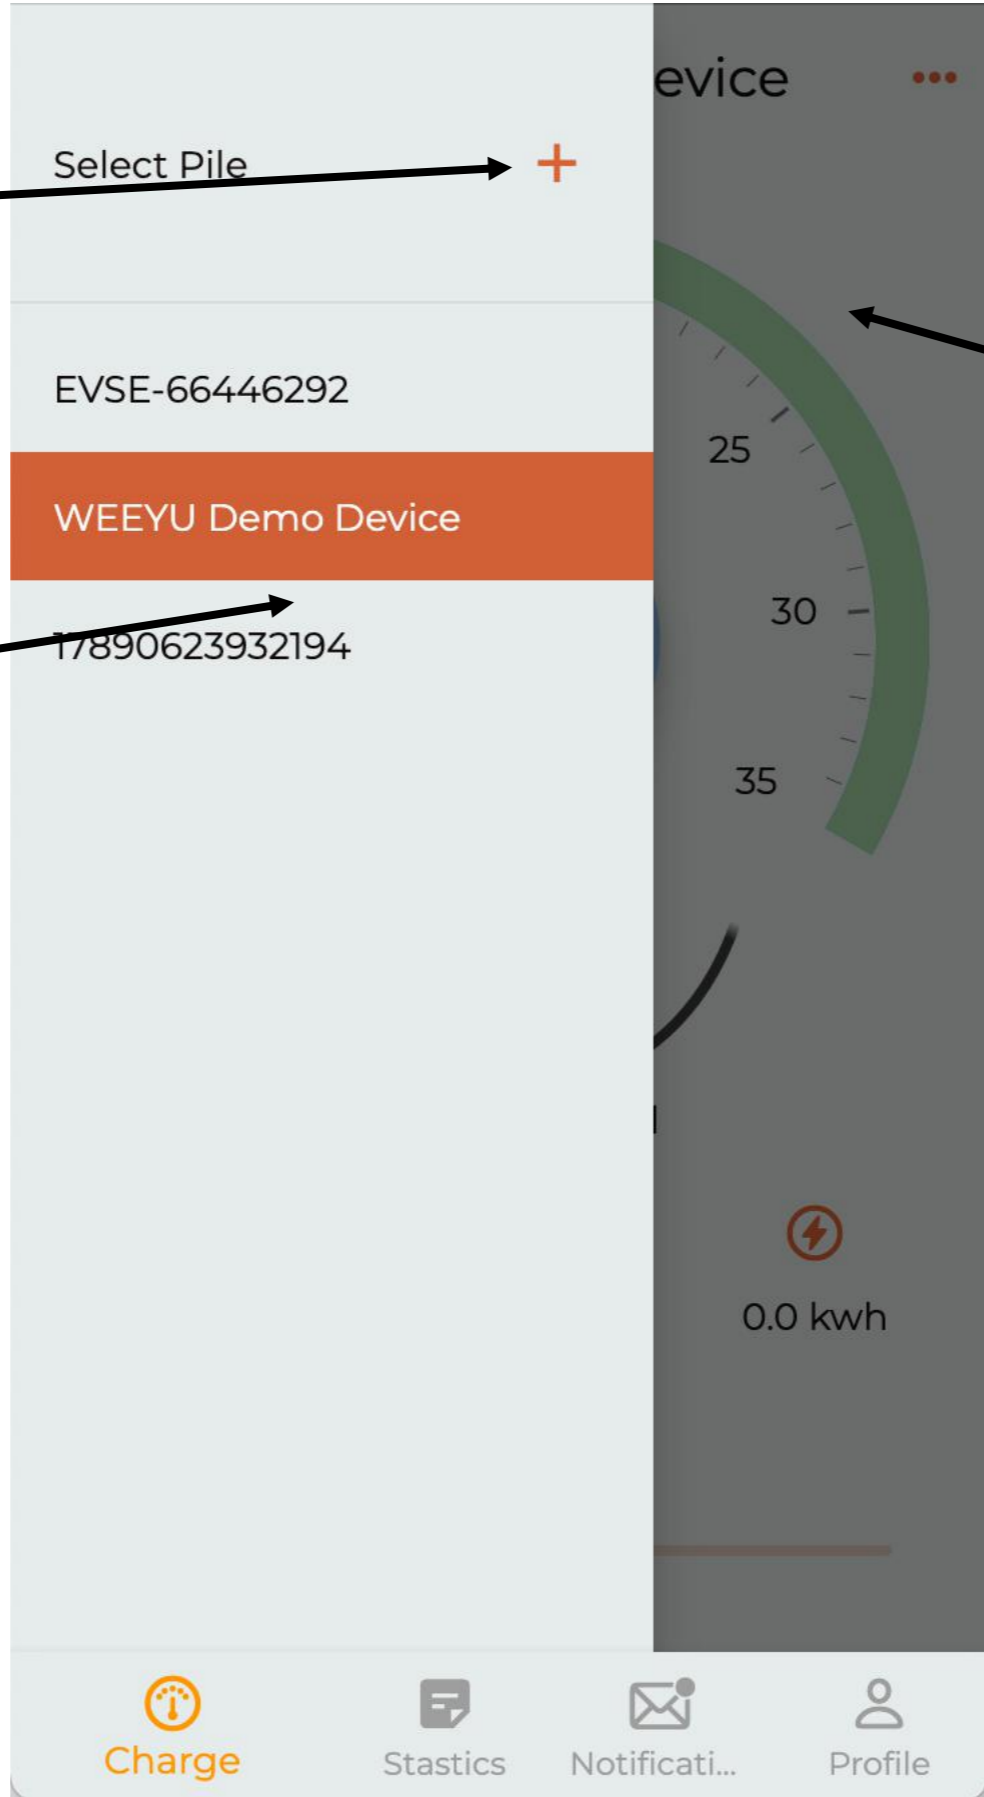 evice
Select Pile
EVSE-66446292
25
WEEYU Demo Device
30
17890623932194
35
0.0 kwh
Charge
Stastics
Notificati...
Profile